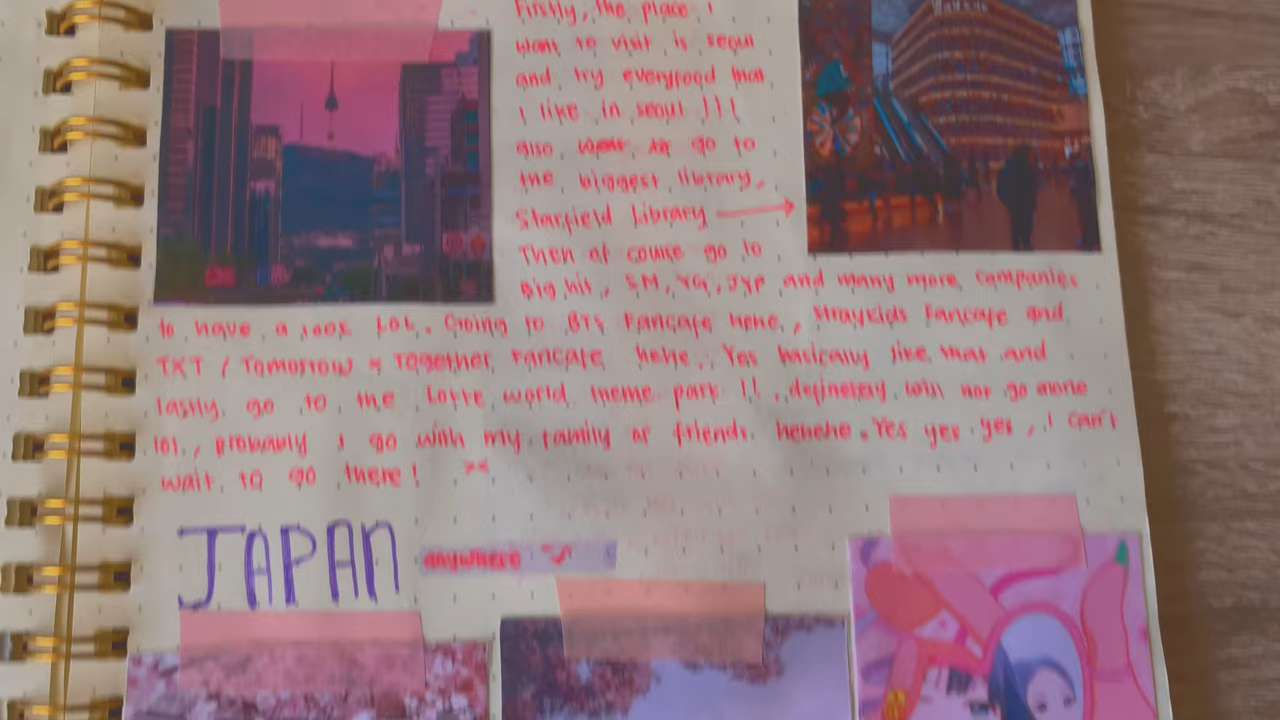 Firstly, the place i
want to visit is seoul
and try everyfood that
i like in seoul !!!
also want to go to
the biggest library,
Starfield Library
Then of course go to
Big hit, SM, YG, JYP and many more companies
to have a look lol. Going to BTS Fancafe hehe, straykids Fancafe and
TXT / Tomorrow x Together Fancafe hehe.. Yes basically like that and
lastly go to the Lotte world theme park !! definetely will not go alone
lol, probably i go with my family or friends. hehehe. Yes yes yes, i can't
wait to go there! ><
JAPAN
anywhere